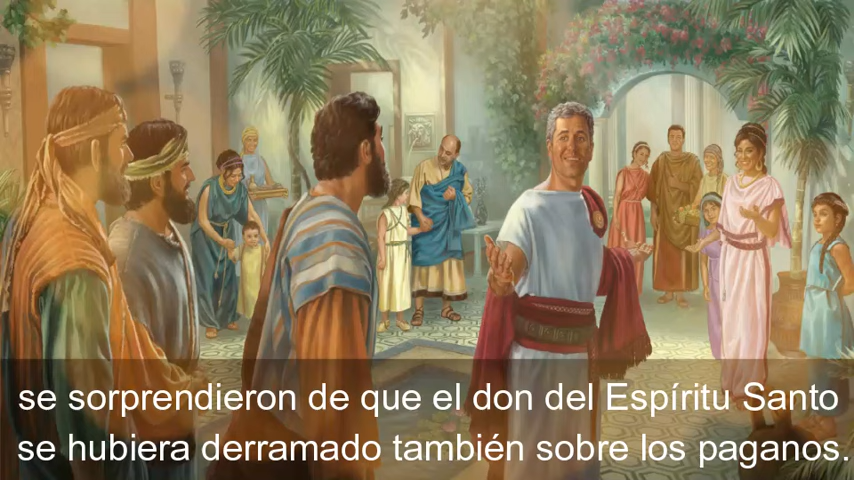 se sorprendieron de que el don del Espíritu Santo
se hubiera derramado también sobre los paganos.